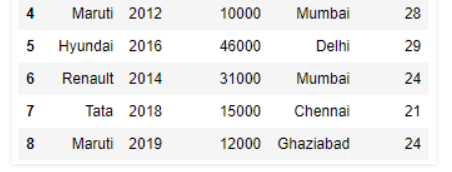 4 Maruti 2012 10000 Mumbai 28
5 Hyundai 2016 46000 Delhi 29
6 Renault 2014 31000 Mumbai 24
7 Tata 2018 15000 Chennai 21
8 Maruti 2019 12000 Ghaziabad 24